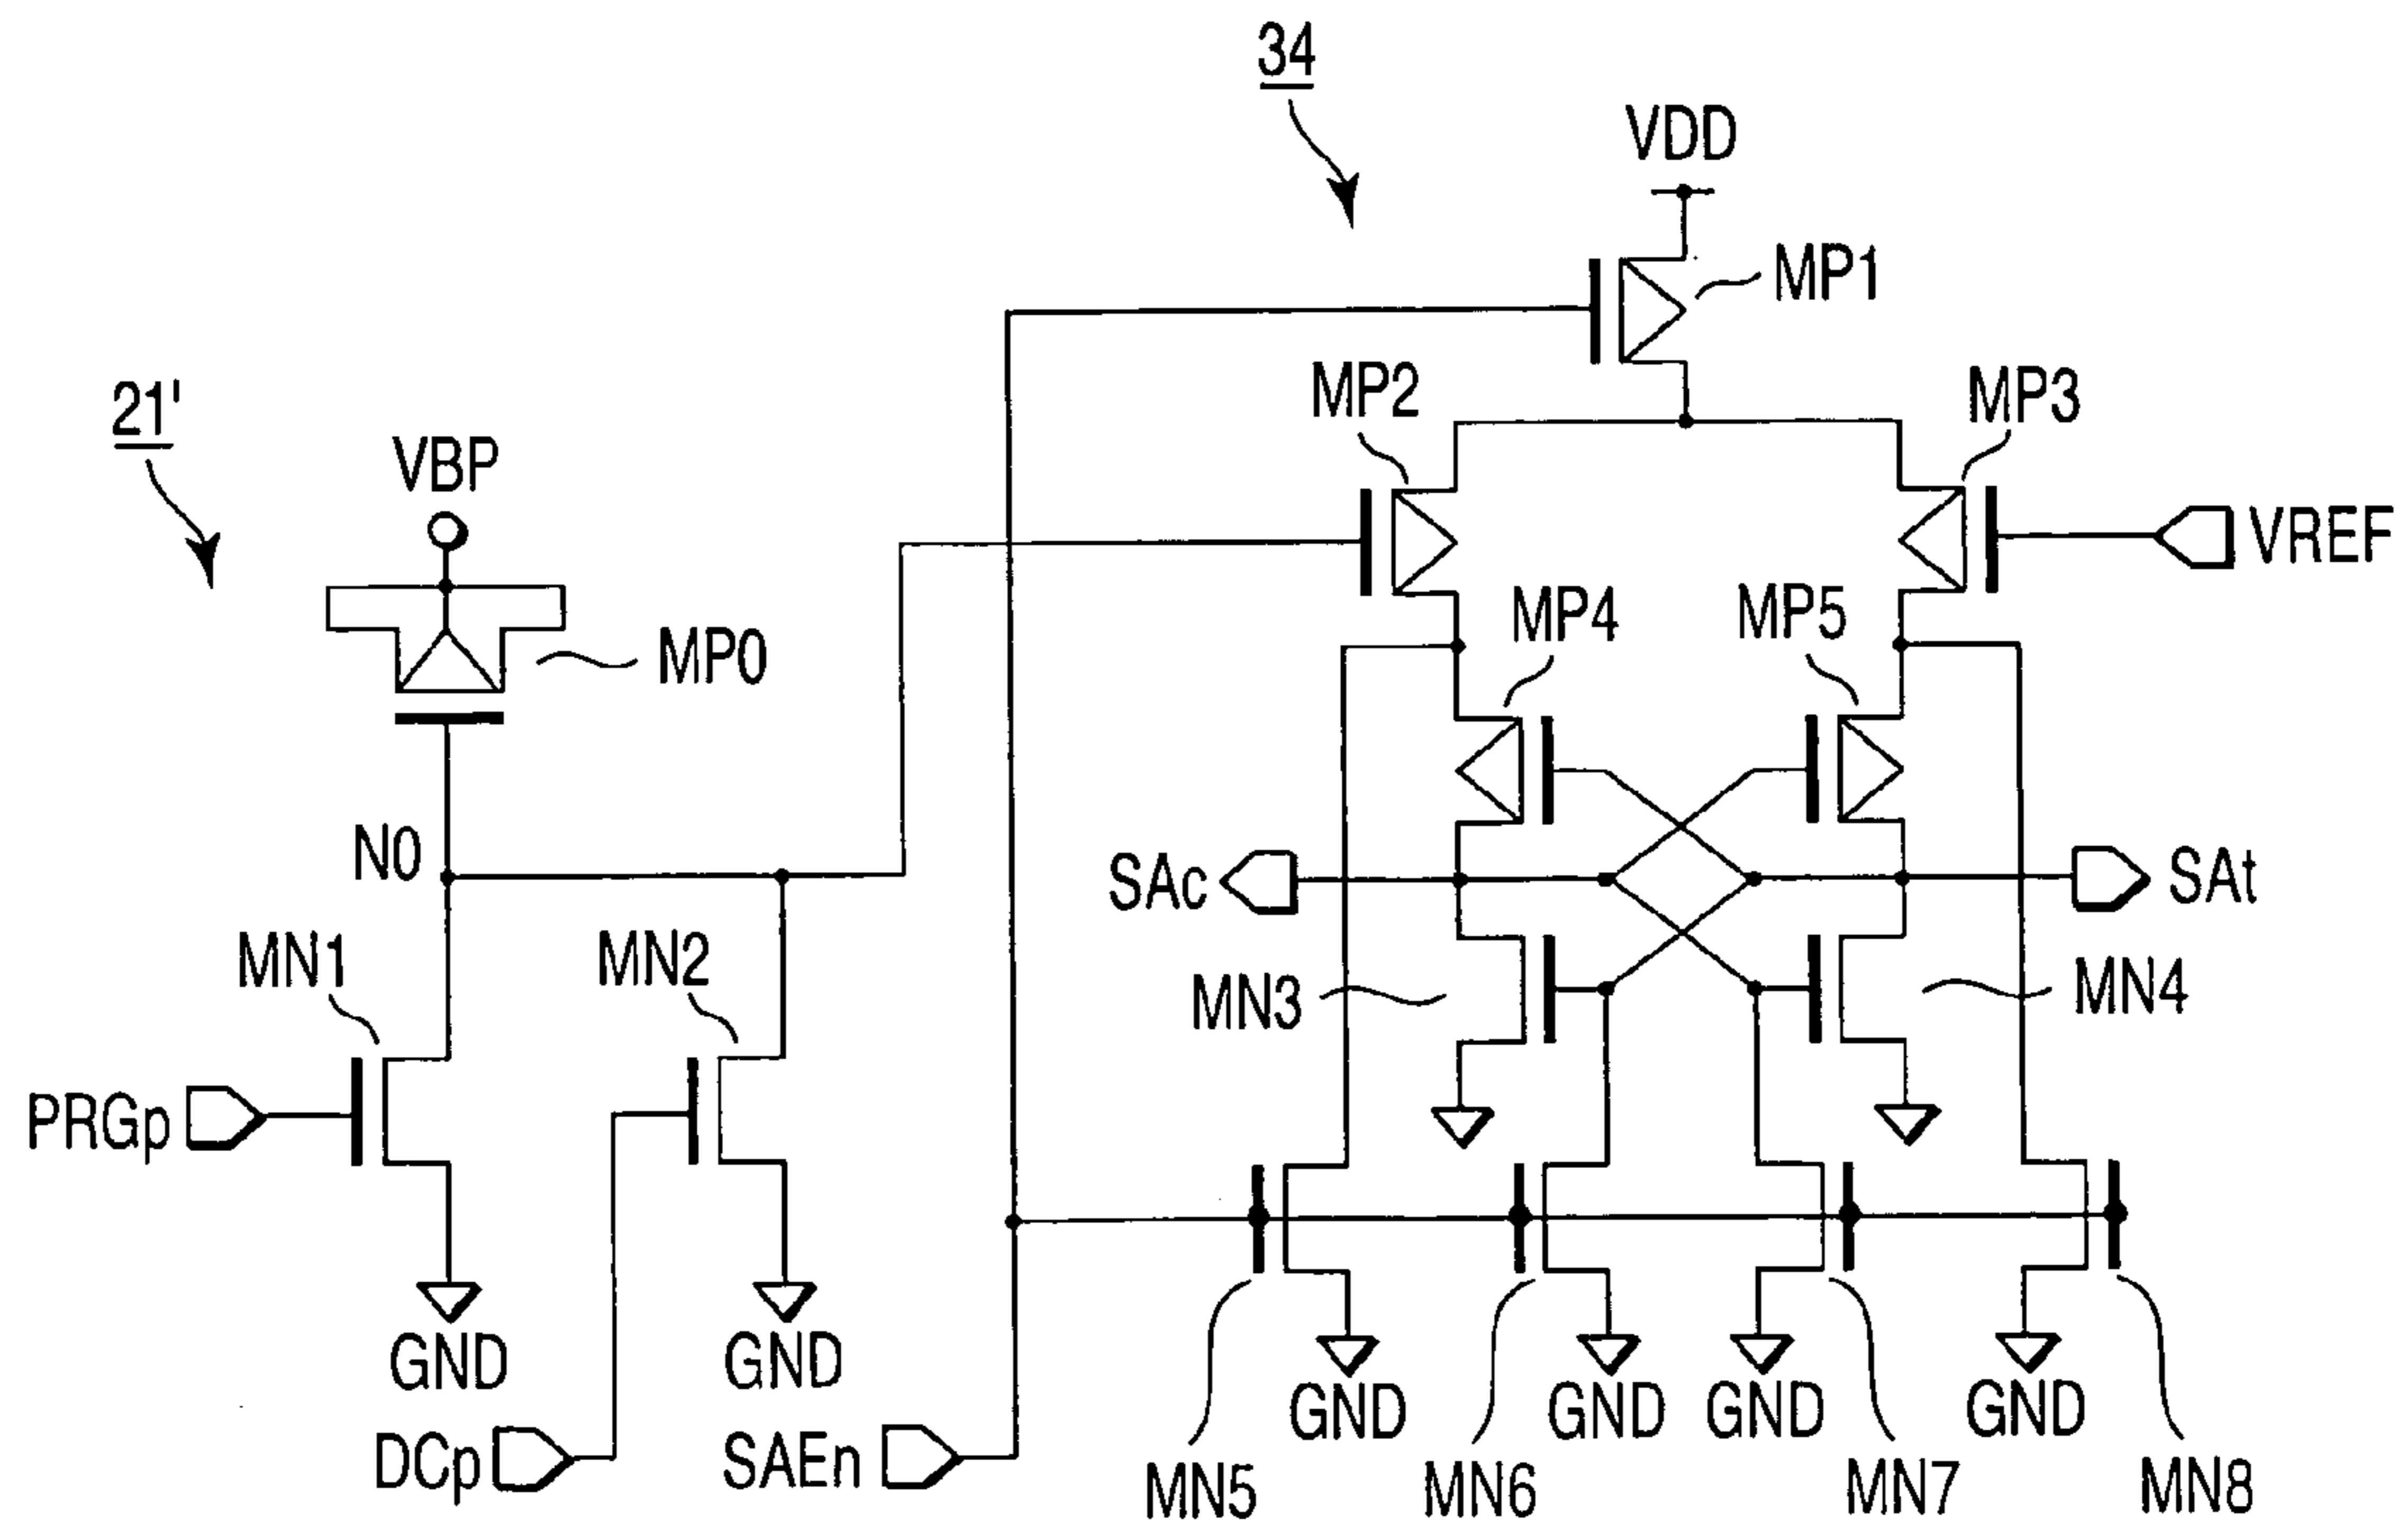 34
VDD
MP1
MP2
MP3
21'
VBP
VREF
MP4
MP5
MP0
N0
SAc
SAt
MN1
MN2
MN3
MN4
PRGp
GND
GND
GND
GND
GND
GND
DCp
SAEn
MN5
MN6
MN7
MN8